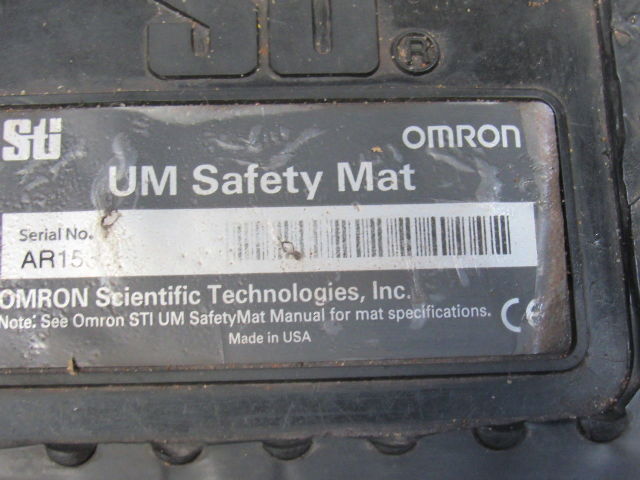 Sti ®
Sti OMRON
UM Safety Mat
Serial No.
OMRON Scientific Technologies, Inc.
Note: See Omron STI UM SafetyMat Manual for mat specifications. CE
Made in USA